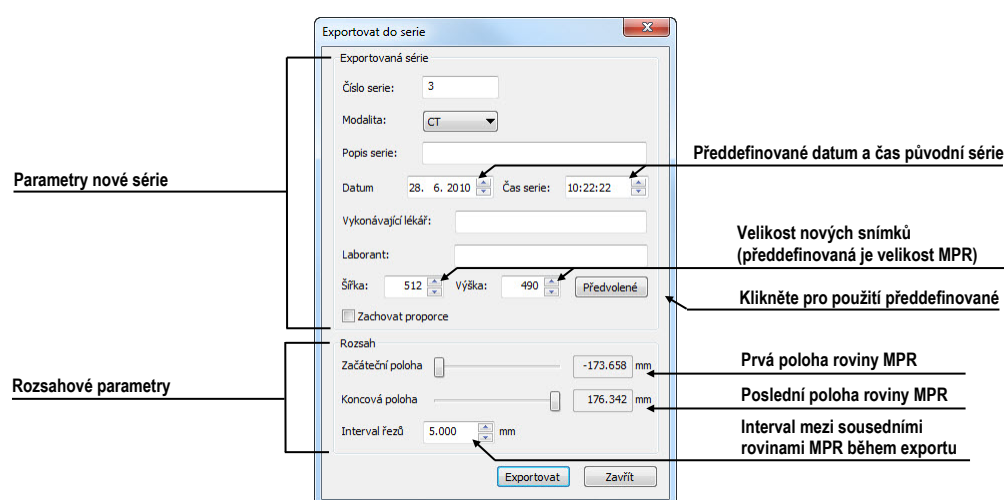 Exportovat do serie
Exportovaná série
Číslo serie: 3
Modalita: CT
Popis serie:
Předdefinované datum a čas původní série
Parametry nové série
Datum 28. 6. 2010 Čas serie: 10:22:22
Vykonávající lékář:
Velikost nových snímků
(předdefinovaná je velikost MPR)
Laborant:
Šířka: 512 Výška: 490 Předvolené
Klikněte pro použití předdefinované
Zachovat proporce
Rozsah
Začáteční poloha -173.658 mm
Prvá poloha roviny MPR
Rozsahové parametry
Koncová poloha 176.342 mm
Poslední poloha roviny MPR
Interval řezů 5.000 mm
Interval mezi sousedními
rovinami MPR během exportu
Exportovat Zavřít